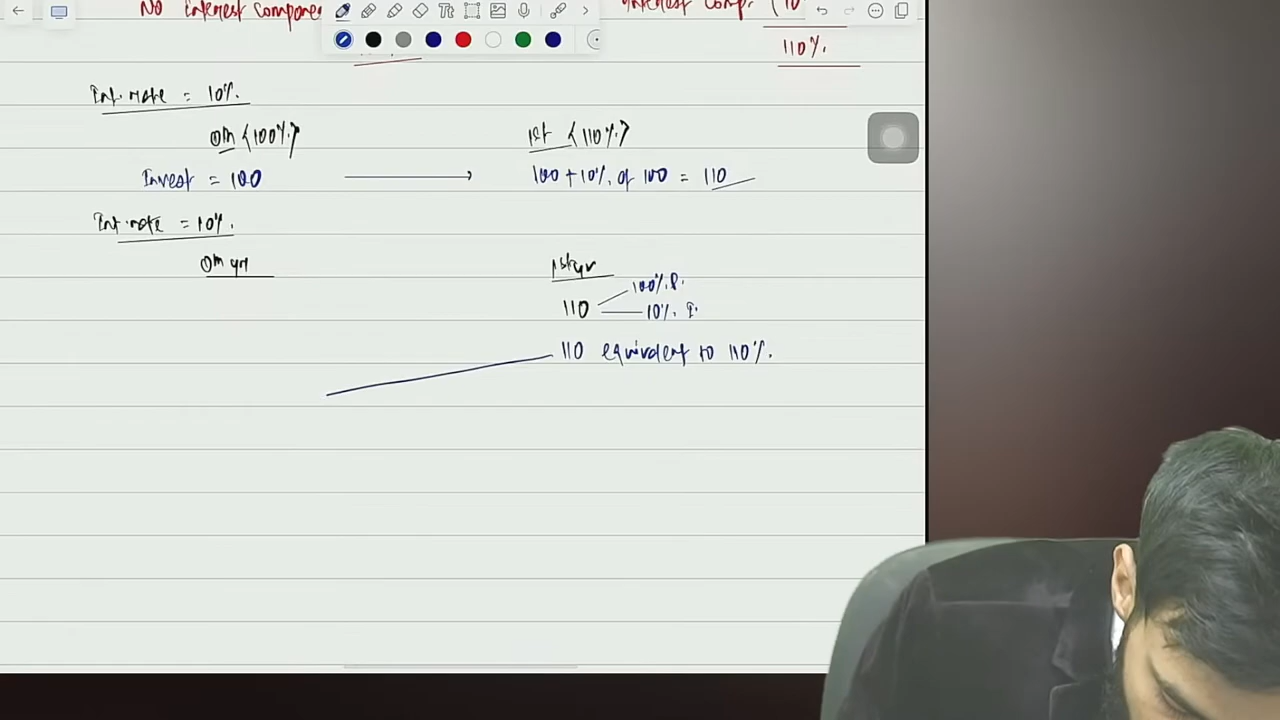 No interest compone
interest comp. (10
110%.
Int. rate = 10%.
0th (100%.)
1st (110%.)
Invest = 100
100 + 10%. of 100 = 110
Int. rate = 10%.
0th yr
1st yr
100%. P.
110
10%. I.
110 equivalent to 110%.